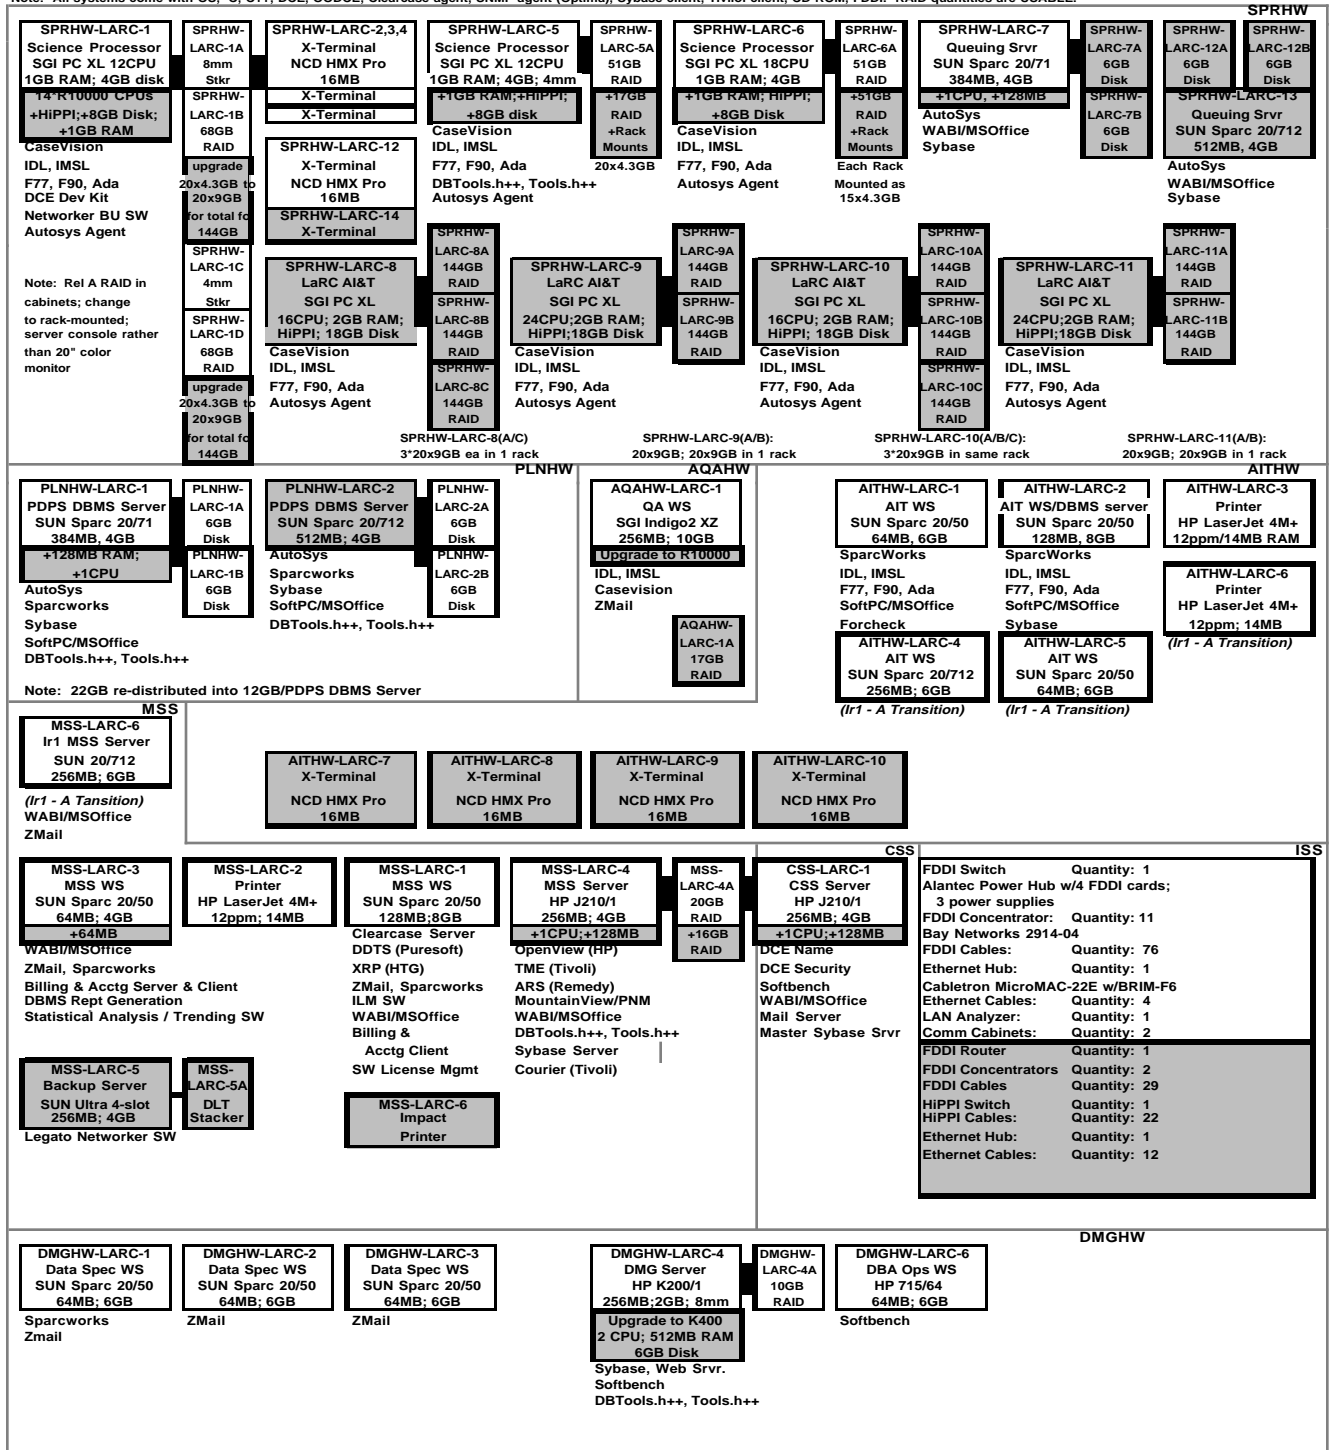 SPRHW
SPRHW-LARC-1
Science Processor
SGI PC XL 12CPU
1GB RAM; 4GB disk
14*R10000 CPUs
+HiPPI;+8GB Disk;
+1GB RAM
CaseVision
IDL, IMSL
F77, F90, Ada
DCE Dev Kit
Networker BU SW
Autosys Agent
Note: Rel A RAID in
cabinets; change
to rack-mounted;
server console rather
than 20" color
monitor
SPRHW-
LARC-1A
8mm
Stkr
SPRHW-
LARC-1B
68GB
RAID
upgrade
20x4.3GB to
20x9GB
for total fo
144GB
SPRHW-
LARC-1C
4mm
Stkr
SPRHW-
LARC-1D
68GB
RAID
upgrade
20x4.3GB to
20x9GB
for total fo
144GB
SPRHW-LARC-2,3,4
X-Terminal
NCD HMX Pro
16MB
X-Terminal
X-Terminal
SPRHW-LARC-12
X-Terminal
NCD HMX Pro
16MB
SPRHW-LARC-14
X-Terminal
SPRHW-LARC-5
Science Processor
SGI PC XL 12CPU
1GB RAM; 4GB; 4mm
+1GB RAM;+HIPPI;
+8GB disk
CaseVision
IDL, IMSL
F77, F90, Ada
DBTools.h++, Tools.h++
Autosys Agent
SPRHW-
LARC-5A
51GB
RAID
+17GB
RAID
+Rack
Mounts
20x4.3GB
SPRHW-LARC-6
Science Processor
SGI PC XL 18CPU
1GB RAM; 4GB
+1GB RAM; HIPPI;
+8GB Disk
CaseVision
IDL, IMSL
F77, F90, Ada
Autosys Agent
SPRHW-
LARC-6A
51GB
RAID
+51GB
RAID
+Rack
Mounts
Each Rack
Mounted as
15x4.3GB
SPRHW-LARC-7
Queuing Srvr
SUN Sparc 20/71
384MB, 4GB
+1CPU, +128MB
AutoSys
WABI/MSOffice
Sybase
SPRHW-
LARC-7A
6GB
Disk
SPRHW-
LARC-7B
6GB
Disk
SPRHW-
LARC-12A
6GB
Disk
SPRHW-
LARC-12B
6GB
Disk
SPRHW-LARC-13
Queuing Srvr
SUN Sparc 20/712
512MB, 4GB
AutoSys
WABI/MSOffice
Sybase
SPRHW-LARC-8
LaRC AI&T
SGI PC XL
16CPU; 2GB RAM;
HiPPI; 18GB Disk
CaseVision
IDL, IMSL
F77, F90, Ada
Autosys Agent
SPRHW-
LARC-8A
144GB
RAID
SPRHW-
LARC-8B
144GB
RAID
SPRHW-
LARC-8C
144GB
RAID
SPRHW-LARC-9
LaRC AI&T
SGI PC XL
24CPU;2GB RAM;
HiPPI;18GB Disk
CaseVision
IDL, IMSL
F77, F90, Ada
Autosys Agent
SPRHW-
LARC-9A
144GB
RAID
SPRHW-
LARC-9B
144GB
RAID
SPRHW-LARC-10
LaRC AI&T
SGI PC XL
16CPU; 2GB RAM;
HiPPI; 18GB Disk
CaseVision
IDL, IMSL
F77, F90, Ada
Autosys Agent
SPRHW-
LARC-10A
144GB
RAID
SPRHW-
LARC-10B
144GB
RAID
SPRHW-
LARC-10C
144GB
RAID
SPRHW-LARC-11
LaRC AI&T
SGI PC XL
24CPU;2GB RAM;
HiPPI;18GB Disk
CaseVision
IDL, IMSL
F77, F90, Ada
Autosys Agent
SPRHW-
LARC-11A
144GB
RAID
SPRHW-
LARC-11B
144GB
RAID
SPRHW-LARC-8(A/C)
3*20x9GB ea in 1 rack
SPRHW-LARC-9(A/B):
20x9GB; 20x9GB in 1 rack
SPRHW-LARC-10(A/B/C):
3*20x9GB in same rack
SPRHW-LARC-11(A/B):
20x9GB; 20x9GB in 1 rack
PLNHW
PLNHW-LARC-1
PDPS DBMS Server
SUN Sparc 20/71
384MB, 4GB
+128MB RAM;
+1CPU
AutoSys
Sparcworks
Sybase
SoftPC/MSOffice
DBTools.h++, Tools.h++
PLNHW-
LARC-1A
6GB
Disk
PLNHW-
LARC-1B
6GB
Disk
PLNHW-LARC-2
PDPS DBMS Server
SUN Sparc 20/712
512MB; 4GB
AutoSys
Sparcworks
Sybase
SoftPC/MSOffice
DBTools.h++, Tools.h++
PLNHW-
LARC-2A
6GB
Disk
PLNHW-
LARC-2B
6GB
Disk
Note: 22GB re-distributed into 12GB/PDPS DBMS Server
AQAHW
AQAHW-LARC-1
QA WS
SGI Indigo2 XZ
256MB; 10GB
Upgrade to R10000
IDL, IMSL
Casevision
ZMail
AQAHW-
LARC-1A
17GB
RAID
AITHW
AITHW-LARC-1
AIT WS
SUN Sparc 20/50
64MB, 6GB
SparcWorks
IDL, IMSL
F77, F90, Ada
SoftPC/MSOffice
Forcheck
AITHW-LARC-2
AIT WS/DBMS server
SUN Sparc 20/50
128MB, 8GB
SparcWorks
IDL, IMSL
F77, F90, Ada
SoftPC/MSOffice
Sybase
AITHW-LARC-3
Printer
HP LaserJet 4M+
12ppm/14MB RAM
AITHW-LARC-6
Printer
HP LaserJet 4M+
12ppm; 14MB
(Ir1 - A Transition)
AITHW-LARC-4
AIT WS
SUN Sparc 20/712
256MB; 6GB
(Ir1 - A Transition)
AITHW-LARC-5
AIT WS
SUN Sparc 20/50
64MB; 6GB
(Ir1 - A Transition)
MSS
MSS-LARC-6
Ir1 MSS Server
SUN 20/712
256MB; 6GB
(Ir1 - A Tansition)
WABI/MSOffice
ZMail
AITHW-LARC-7
X-Terminal
NCD HMX Pro
16MB
AITHW-LARC-8
X-Terminal
NCD HMX Pro
16MB
AITHW-LARC-9
X-Terminal
NCD HMX Pro
16MB
AITHW-LARC-10
X-Terminal
NCD HMX Pro
16MB
MSS-LARC-3
MSS WS
SUN Sparc 20/50
64MB; 4GB
+64MB
WABI/MSOffice
ZMail, Sparcworks
Billing & Acctg Server & Client
DBMS Rept Generation
Statistical Analysis / Trending SW
MSS-LARC-2
Printer
HP LaserJet 4M+
12ppm; 14MB
MSS-LARC-1
MSS WS
SUN Sparc 20/50
128MB;8GB
Clearcase Server
DDTS (Puresoft)
XRP (HTG)
ZMail, Sparcworks
ILM SW
WABI/MSOffice
Billing &
Acctg Client
SW License Mgmt
MSS-LARC-4
MSS Server
HP J210/1
256MB; 4GB
+1CPU;+128MB
OpenView (HP)
TME (Tivoli)
ARS (Remedy)
MountainView/PNM
WABI/MSOffice
DBTools.h++, Tools.h++
Sybase Server
Courier (Tivoli)
MSS-
LARC-4A
20GB
RAID
+16GB
RAID
CSS
CSS-LARC-1
CSS Server
HP J210/1
256MB; 4GB
+1CPU;+128MB
DCE Name
DCE Security
Softbench
WABI/MSOffice
Mail Server
Master Sybase Srvr
ISS
FDDI Switch Quantity: 1
Alantec Power Hub w/4 FDDI cards;
3 power supplies
FDDI Concentrator: Quantity: 11
Bay Networks 2914-04
FDDI Cables: Quantity: 76
Ethernet Hub: Quantity: 1
Cabletron MicroMAC-22E w/BRIM-F6
Ethernet Cables: Quantity: 4
LAN Analyzer: Quantity: 1
Comm Cabinets: Quantity: 2
FDDI Router Quantity: 1
FDDI Concentrators Quantity: 2
FDDI Cables Quantity: 29
HiPPI Switch Quantity: 1
HiPPI Cables: Quantity: 22
Ethernet Hub: Quantity: 1
Ethernet Cables: Quantity: 12
MSS-LARC-5
Backup Server
SUN Ultra 4-slot
256MB; 4GB
Legato Networker SW
MSS-
LARC-5A
DLT
Stacker
MSS-LARC-6
Impact
Printer
DMGHW
DMGHW-LARC-1
Data Spec WS
SUN Sparc 20/50
64MB; 6GB
Sparcworks
Zmail
DMGHW-LARC-2
Data Spec WS
SUN Sparc 20/50
64MB; 6GB
ZMail
DMGHW-LARC-3
Data Spec WS
SUN Sparc 20/50
64MB; 6GB
ZMail
DMGHW-LARC-4
DMG Server
HP K200/1
256MB;2GB; 8mm
Upgrade to K400
2 CPU; 512MB RAM
6GB Disk
Sybase, Web Srvr.
Softbench
DBTools.h++, Tools.h++
DMGHW-
LARC-4A
10GB
RAID
DMGHW-LARC-6
DBA Ops WS
HP 715/64
64MB; 6GB
Softbench